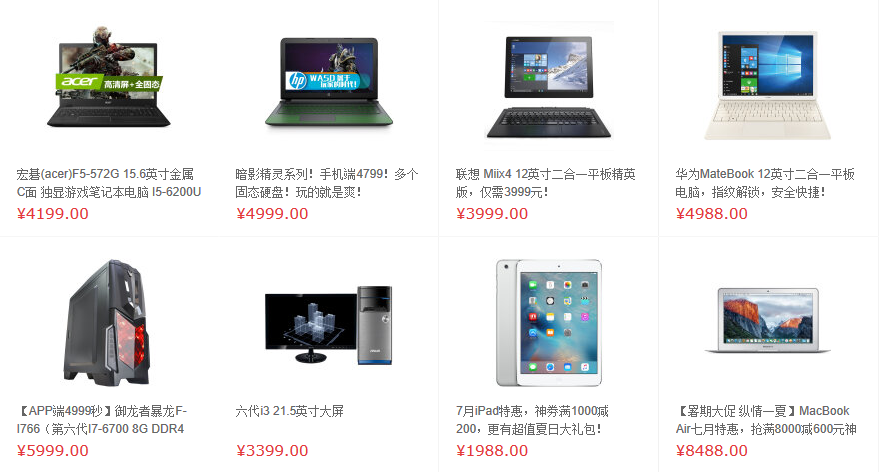 acer 高清屏+全固态
hp WASD 属于
玩家的时代!
宏碁(acer)F5-572G 15.6英寸金属
C面 独显游戏笔记本电脑 I5-6200U
¥4199.00
暗影精灵系列！手机端4799！多个
固态硬盘！玩的就是爽！
¥4999.00
联想 Miix4 12英寸二合一平板精英
版，仅需3999元！
¥3999.00
华为MateBook 12英寸二合一平板
电脑，指纹解锁，安全快捷！
¥4988.00
【APP端4999秒】御龙者暴龙F-
I766（第六代I7-6700 8G DDR4
¥5999.00
六代i3 21.5英寸大屏
¥3399.00
7月iPad特惠，神券满1000减
200，更有超值夏日大礼包！
¥1988.00
【暑期大促 纵情一夏】MacBook
Air七月特惠，抢满8000减600元神
¥8488.00